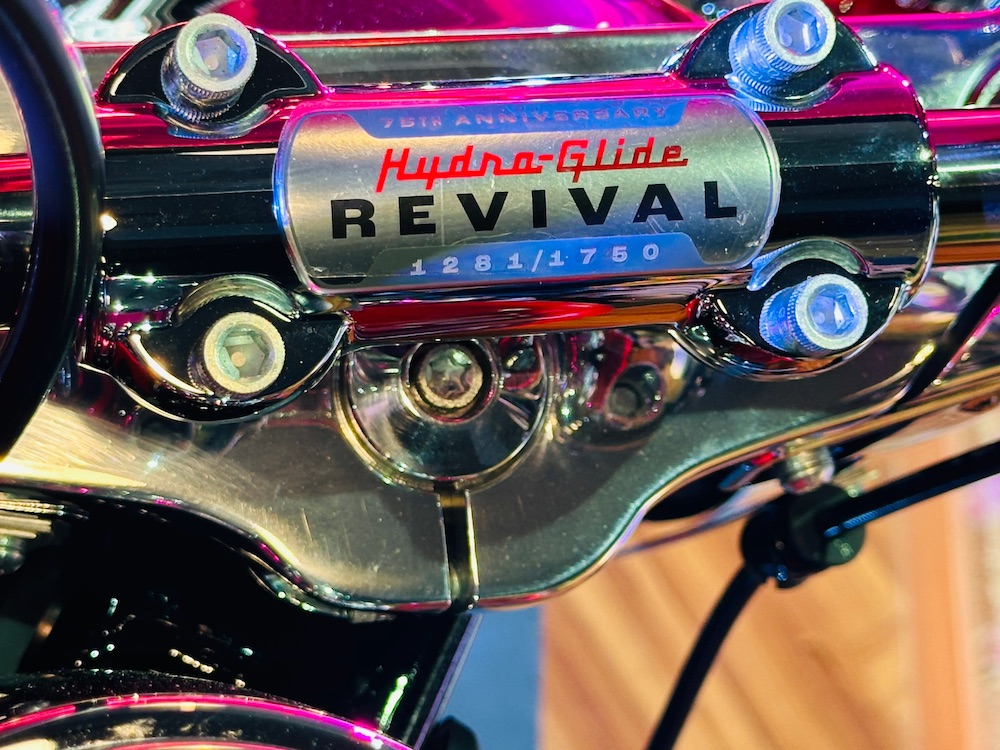 75TH ANNIVERSARY
Hydra-Glide
REVIVAL
1281/1750